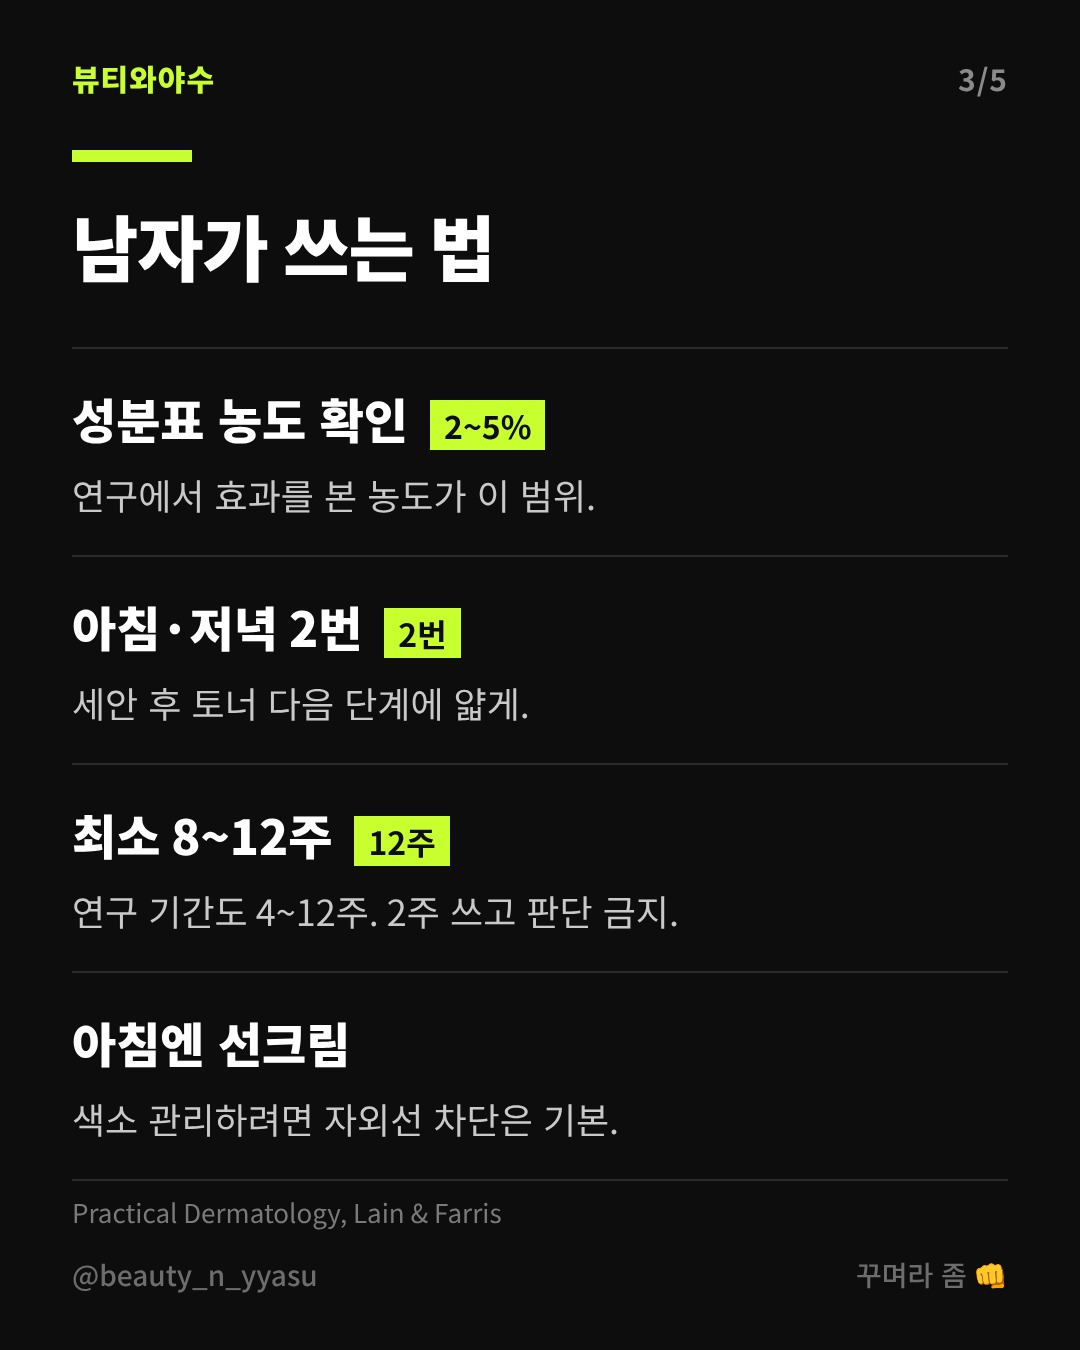 뷰티와야수
3/5
남자가 쓰는 법
성분표 농도 확인 2~5%
연구에서 효과를 본 농도가 이 범위.
아침·저녁 2번 2번
세안 후 토너 다음 단계에 얇게.
최소 8~12주 12주
연구 기간도 4~12주. 2주 쓰고 판단 금지.
아침엔 선크림
색소 관리하려면 자외선 차단은 기본.
Practical Dermatology, Lain & Farris
@beauty_n_yyasu
꾸며라 좀 👊